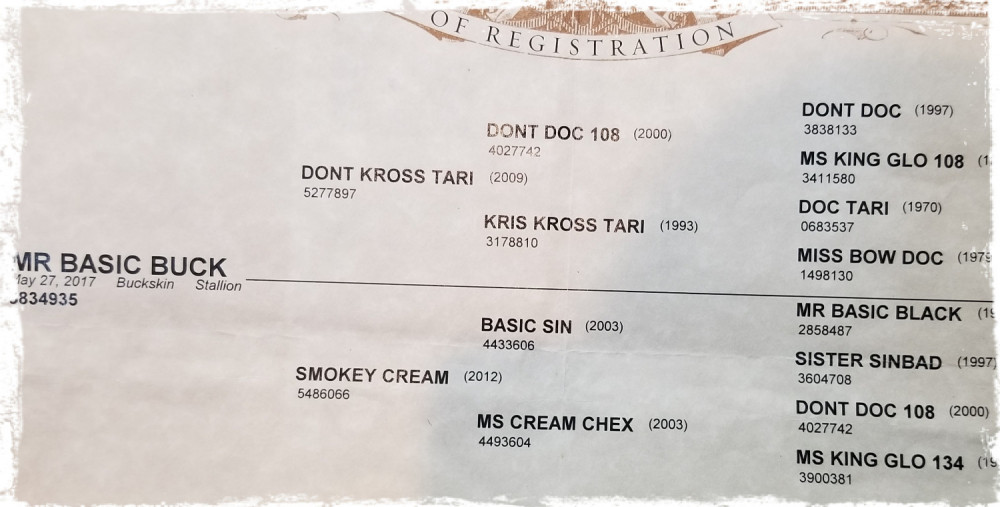 OF REGISTRATION
DONT DOC (1997)
3838133
DONT DOC 108 (2000)
4027742
MS KING GLO 108
3411580
DONT KROSS TARI (2009)
5277897
DOC TARI (1970)
0683537
KRIS KROSS TARI (1993)
3178810
MISS BOW DOC (1979
1498130
MR BASIC BUCK
May 27, 2017 Buckskin Stallion
5834935
MR BASIC BLACK
2858487
BASIC SIN (2003)
4433606
SISTER SINBAD (1997)
3604708
SMOKEY CREAM (2012)
5486066
DONT DOC 108 (2000)
4027742
MS CREAM CHEX (2003)
4493604
MS KING GLO 134
3900381